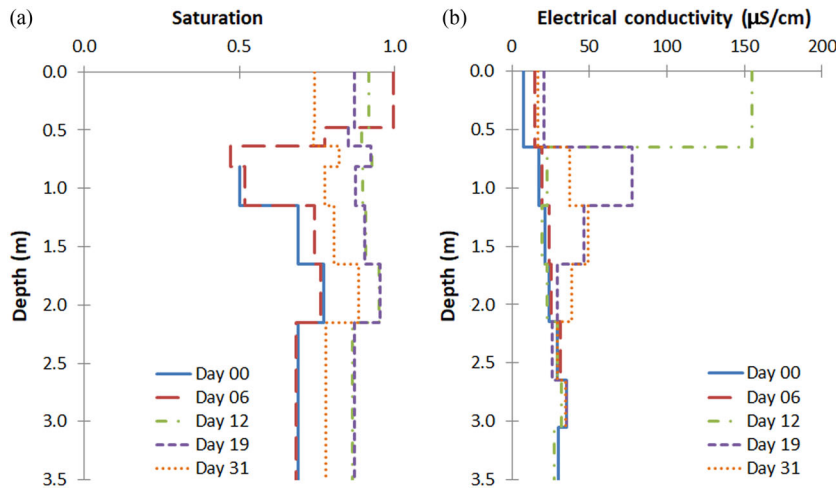 (a)
Saturation
0.0
0.5
1.0
0.0
0.5
1.0
1.5
2.0
2.5
3.0
3.5
Depth (m)
Day 00
Day 06
Day 12
Day 19
Day 31
(b)
Electrical conductivity (µS/cm)
0
50
100
150
200
0.0
0.5
1.0
1.5
2.0
2.5
3.0
3.5
Depth (m)
Day 00
Day 06
Day 12
Day 19
Day 31